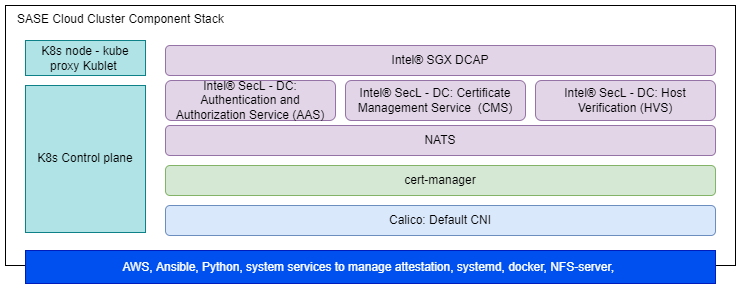 SASE Cloud Cluster Component Stack
K8s node - kube
proxy Kublet
Intel® SGX DCAP
Intel® SecL - DC:
Authentication and
Authorization Service (AAS)
Intel® SecL - DC: Certificate
Management Service  (CMS)
Intel® SecL - DC: Host
Verification (HVS)
K8s Control plane
NATS
cert-manager
Calico: Default CNI
AWS, Ansible, Python, system services to manage attestation, systemd, docker, NFS-server,